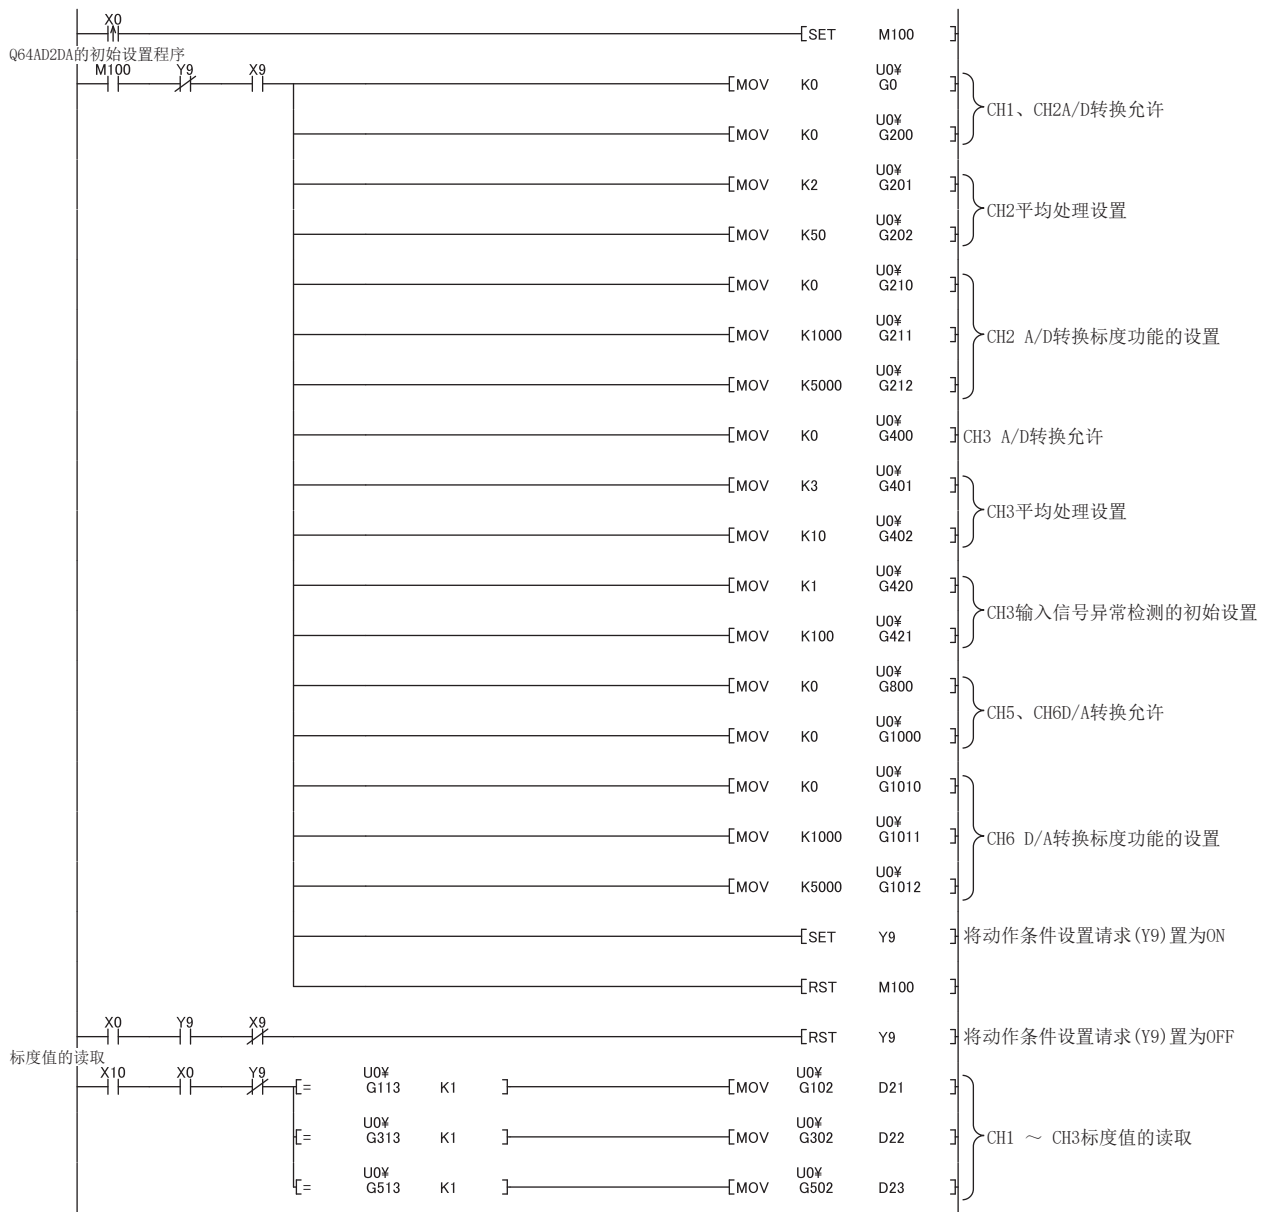 X0
[SET M100 ]
Q64AD2DA的初始设置程序
M100 Y9 X9
[MOV K0 U0¥ G0 ]
CH1、CH2A/D转换允许
[MOV K0 U0¥ G200 ]
[MOV K2 U0¥ G201 ]
CH2平均处理设置
[MOV K50 U0¥ G202 ]
[MOV K0 U0¥ G210 ]
[MOV K1000 U0¥ G211 ]
CH2 A/D转换标度功能的设置
[MOV K5000 U0¥ G212 ]
[MOV K0 U0¥ G400 ]
CH3 A/D转换允许
[MOV K3 U0¥ G401 ]
CH3平均处理设置
[MOV K10 U0¥ G402 ]
[MOV K1 U0¥ G420 ]
CH3输入信号异常检测的初始设置
[MOV K100 U0¥ G421 ]
[MOV K0 U0¥ G800 ]
CH5、CH6D/A转换允许
[MOV K0 U0¥ G1000 ]
[MOV K0 U0¥ G1010 ]
[MOV K1000 U0¥ G1011 ]
CH6 D/A转换标度功能的设置
[MOV K5000 U0¥ G1012 ]
[SET Y9 ]
将动作条件设置请求(Y9)置为ON
[RST M100 ]
X0 Y9 X9
[RST Y9 ]
将动作条件设置请求(Y9)置为OFF
标度值的读取
X10 X0 Y9
[= U0¥ G113 K1 ] [MOV U0¥ G102 D21 ]
[= U0¥ G313 K1 ] [MOV U0¥ G302 D22 ]
CH1 ～ CH3标度值的读取
[= U0¥ G513 K1 ] [MOV U0¥ G502 D23 ]